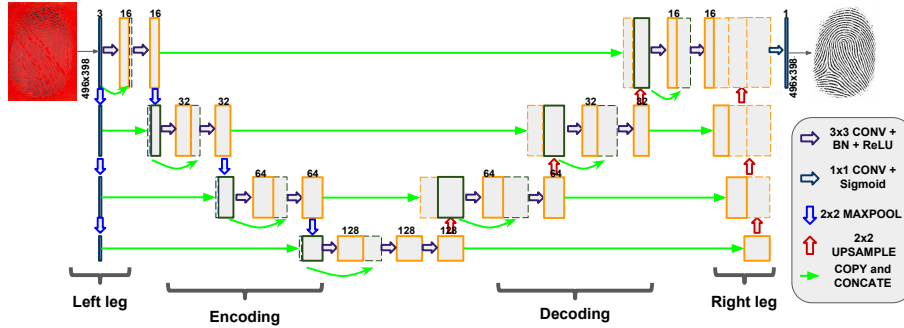 3
16
16
16
16
1
496x398
496x398
32
32
32
32
64
64
64
64
128
128
128
3x3 CONV +
BN + ReLU
1x1 CONV +
Sigmoid
2x2 MAXPOOL
2x2
UPSAMPLE
COPY and
CONCATE
Left leg
Encoding
Decoding
Right leg